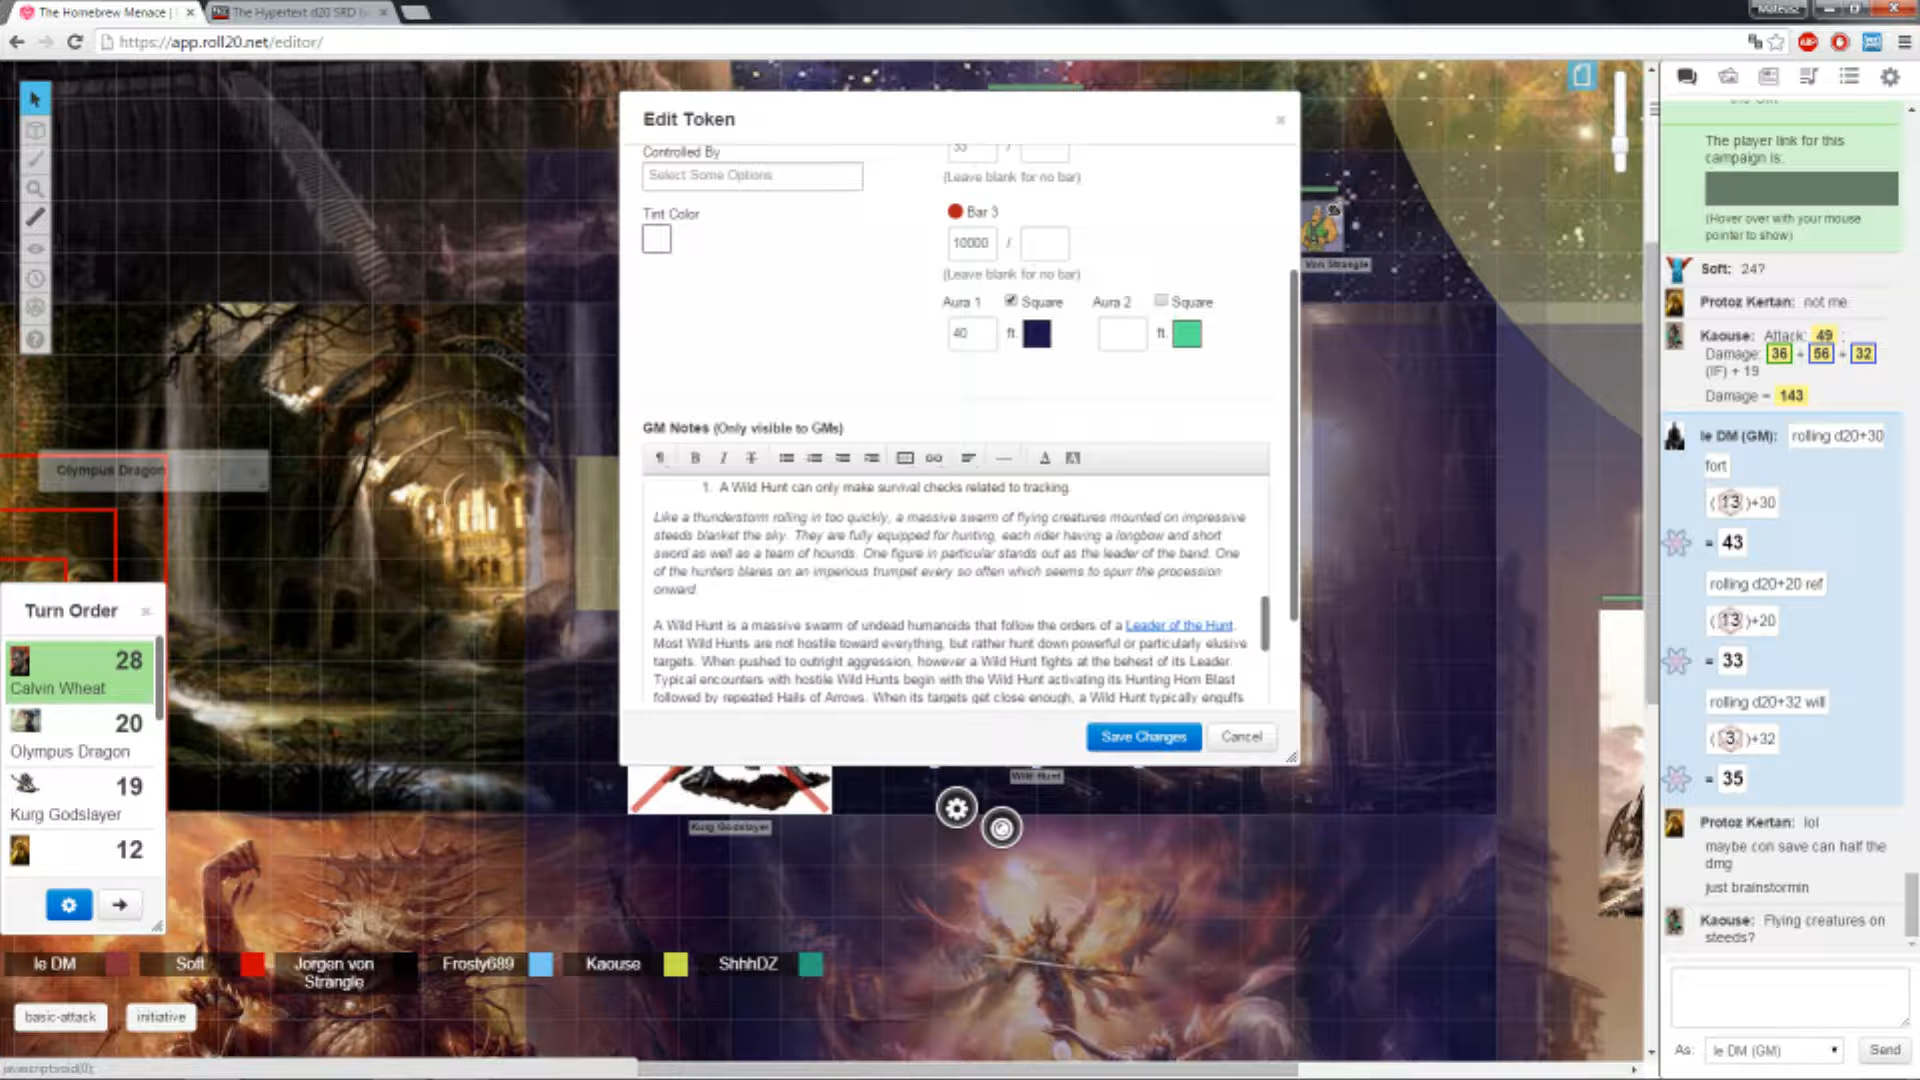 The Homebrew Menace |
The Hypertext d20 SRD
Mateusz
https://app.roll20.net/editor/
Edit Token
Controlled By
Select Some Options
Tint Color
33 /
(Leave blank for no bar)
Bar 3
10000 /
(Leave blank for no bar)
Aura 1 Square Aura 2 Square
40 ft. ft.
GM Notes (Only visible to GMs)
1. A Wild Hunt can only make survival checks related to tracking.
Like a thunderstorm rolling in too quickly, a massive swarm of flying creatures mounted on impressive
steeds blanket the sky. They are fully equipped for hunting, each rider having a longbow and short
sword as well as a team of hounds. One figure in particular stands out as the leader of the band. One
of the hunters blares on an imperious trumpet every so often which seems to spurr the procession
onward.
A Wild Hunt is a massive swarm of undead humanoids that follow the orders of a Leader of the Hunt.
Most Wild Hunts are not hostile toward everything, but rather hunt down powerful or particularly elusive
targets. When pushed to outright aggression, however a Wild Hunt fights at the behest of its Leader.
Typical encounters with hostile Wild Hunts begin with the Wild Hunt activating its Hunting Horn Blast
followed by repeated Hails of Arrows. When its targets get close enough, a Wild Hunt typically engulfs
Save Changes
Cancel
Von Strangle
Wild Hunt
Kurg Godslayer
Olympus Dragon
Turn Order
28
Calvin Wheat
20
Olympus Dragon
19
Kurg Godslayer
12
le DM
Soft
Jorgen von
Strangle
Frosty689
Kaouse
ShhhDZ
basic-attack
initiative
javascript:void(0);
The player link for this
campaign is:
(Hover over with your mouse
pointer to show)
Soft: 24?
Protoz Kertan: not me
Kaouse: Attack: 49 :
Damage: 36 + 56 + 32
(IF) + 19
Damage = 143
le DM (GM): rolling d20+30
fort
(13)+30
= 43
rolling d20+20 ref
(13)+20
= 33
rolling d20+32 will
(3)+32
= 35
Protoz Kertan: lol
maybe con save can half the
dmg
just brainstormin
Kaouse: Flying creatures on
steeds?
As: le DM (GM)
Send